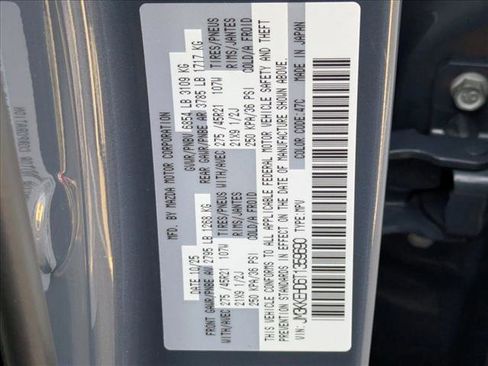 MFD. BY MAZDA MOTOR CORPORATION
DATE 10/25 GVWR/PNBV 6854 LB 3109 KG
FRONT GAWR/PNBE AV 2795 LB 1268 KG REAR GAWR/PNBE AR 3785 LB 1717 KG
TIRES/PNEUS TIRES/PNEUS
WITH/AVEC 275 /45R21 107W RIMS/JANTES WITH/AVEC 275 /45R21 107W RIMS/JANTES
21X9 1/2J COLD/A FROID 21X9 1/2J COLD/A FROID
250 KPA/36 PSI 250 KPA/36 PSI
THIS VEHICLE CONFORMS TO ALL APPLICABLE FEDERAL MOTOR VEHICLE SAFETY AND THEFT
PREVENTION STANDARDS IN EFFECT ON THE DATE OF MANUFACTURE SHOWN ABOVE.
TYPE: MPV COLOR CODE: 47C MADE IN JAPAN
VIN: